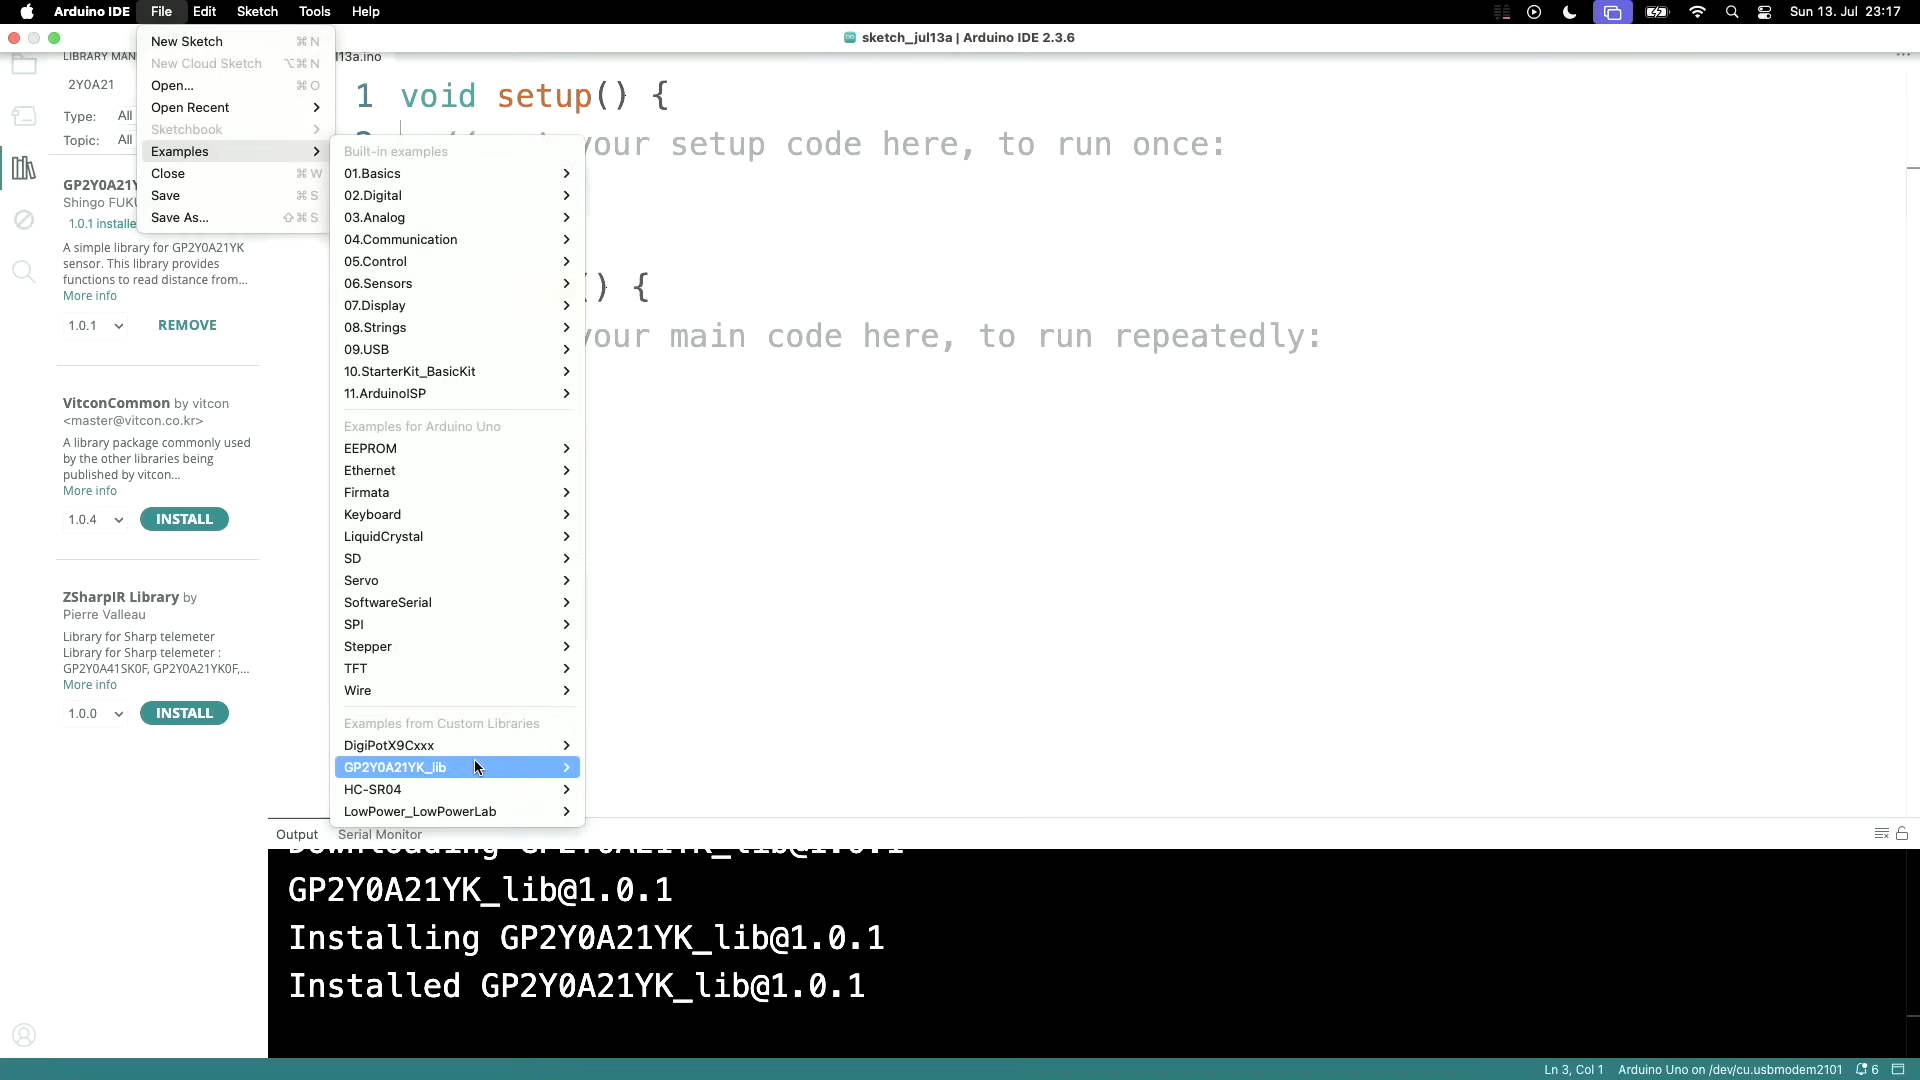 Arduino IDE File Edit Sketch Tools Help Sun 13. Jul 23:17
sketch_jul13a | Arduino IDE 2.3.6
New Sketch ⌘ N
New Cloud Sketch ⌥⌘ N
Open... ⌘ O
Open Recent
Sketchbook
Examples
Close ⌘ W
Save ⌘ S
Save As... ⇧⌘ S
LIBRARY MAN
2Y0A21
Type: All
Topic: All
GP2Y0A21Y
Shingo FUKU
1.0.1 installe
A simple library for GP2Y0A21YK
sensor. This library provides
functions to read distance from...
More info
1.0.1 REMOVE
VitconCommon by vitcon
<master@vitcon.co.kr>
A library package commonly used
by the other libraries being
published by vitcon...
More info
1.0.4 INSTALL
ZSharpIR Library by
Pierre Valleau
Library for Sharp telemeter
Library for Sharp telemeter :
GP2Y0A41SK0F, GP2Y0A21YK0F,...
More info
1.0.0 INSTALL
Built-in examples
01.Basics
02.Digital
03.Analog
04.Communication
05.Control
06.Sensors
07.Display
08.Strings
09.USB
10.StarterKit_BasicKit
11.ArduinoISP
Examples for Arduino Uno
EEPROM
Ethernet
Firmata
Keyboard
LiquidCrystal
SD
Servo
SoftwareSerial
SPI
Stepper
TFT
Wire
Examples from Custom Libraries
DigiPotX9Cxxx
GP2Y0A21YK_lib
HC-SR04
LowPower_LowPowerLab
13a.ino
1 void setup() {
your setup code here, to run once:
() {
your main code here, to run repeatedly:
Output Serial Monitor
Downloading GP2Y0A21YK_lib@1.0.1
GP2Y0A21YK_lib@1.0.1
Installing GP2Y0A21YK_lib@1.0.1
Installed GP2Y0A21YK_lib@1.0.1
Ln 3, Col 1 Arduino Uno on /dev/cu.usbmodem2101 6